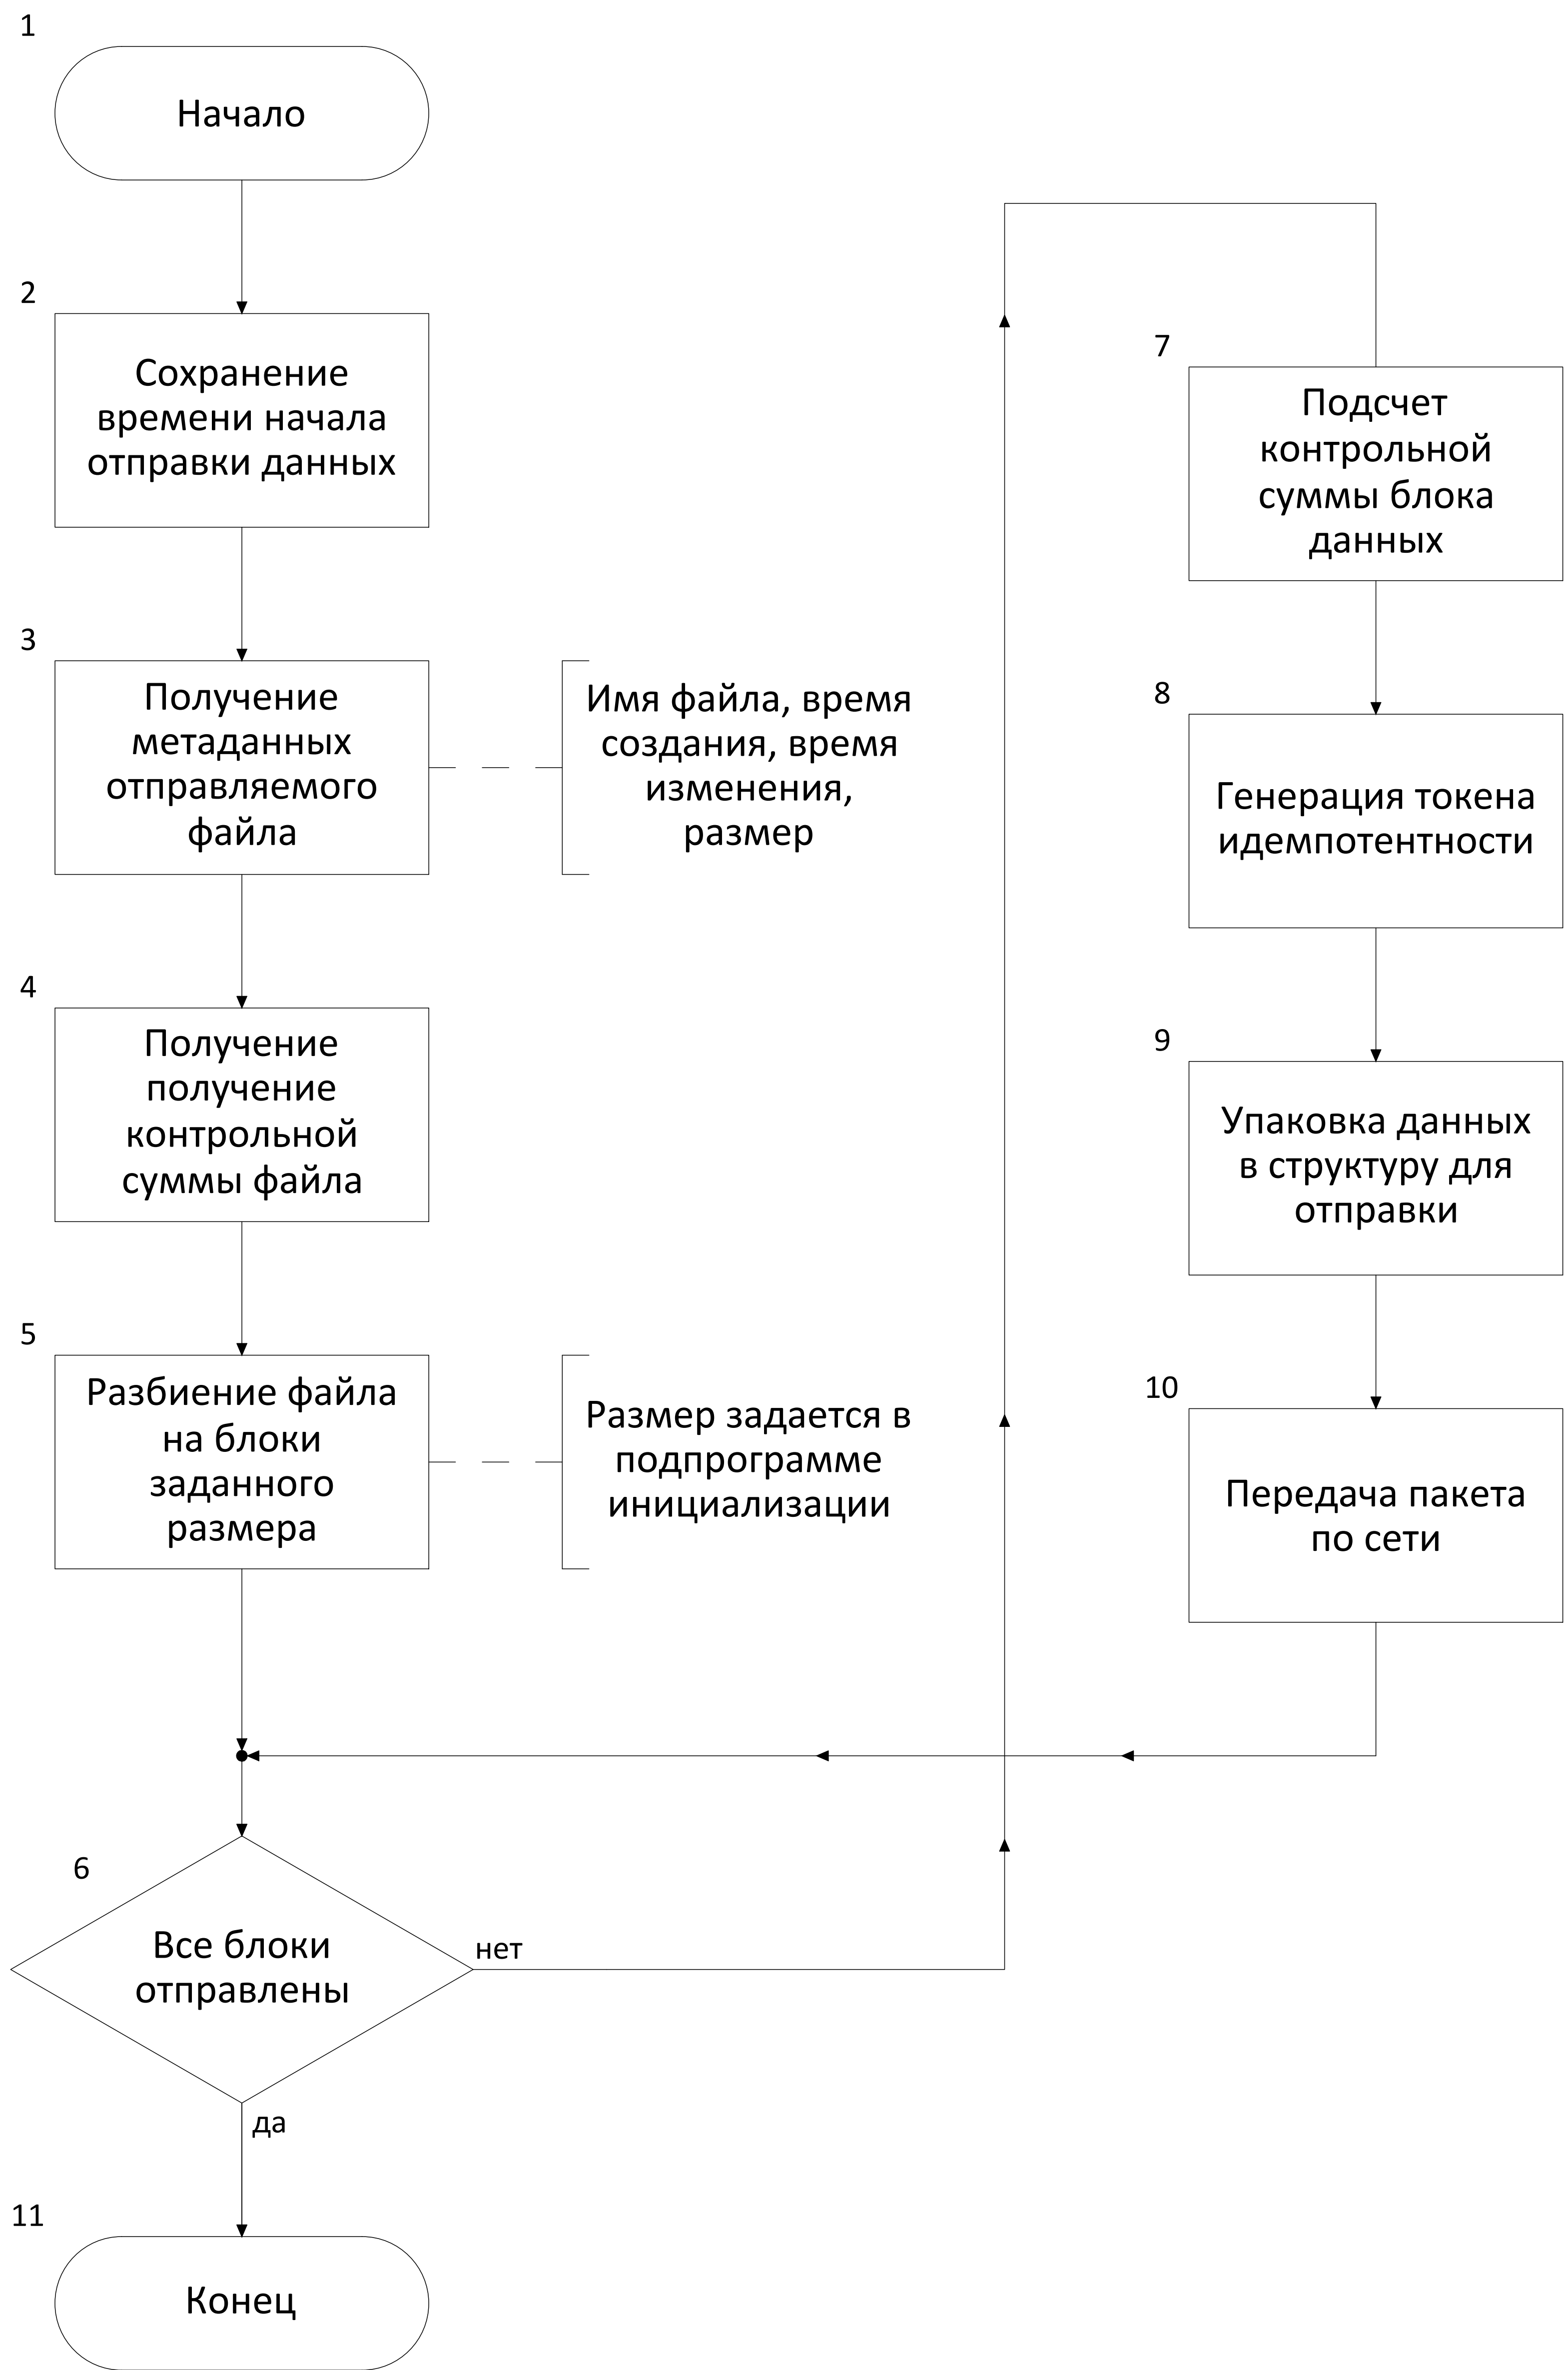 1
Начало
2
Сохранение
времени начала
отправки данных
3
Получение
метаданных
отправляемого
файла
Имя файла, время
создания, время
изменения,
размер
4
Получение
получение
контрольной
суммы файла
5
Разбиение файла
на блоки
заданного
размера
Размер задается в
подпрограмме
инициализации
6
Все блоки
отправлены
нет
да
7
Подсчет
контрольной
суммы блока
данных
8
Генерация токена
идемпотентности
9
Упаковка данных
в структуру для
отправки
10
Передача пакета
по сети
11
Конец